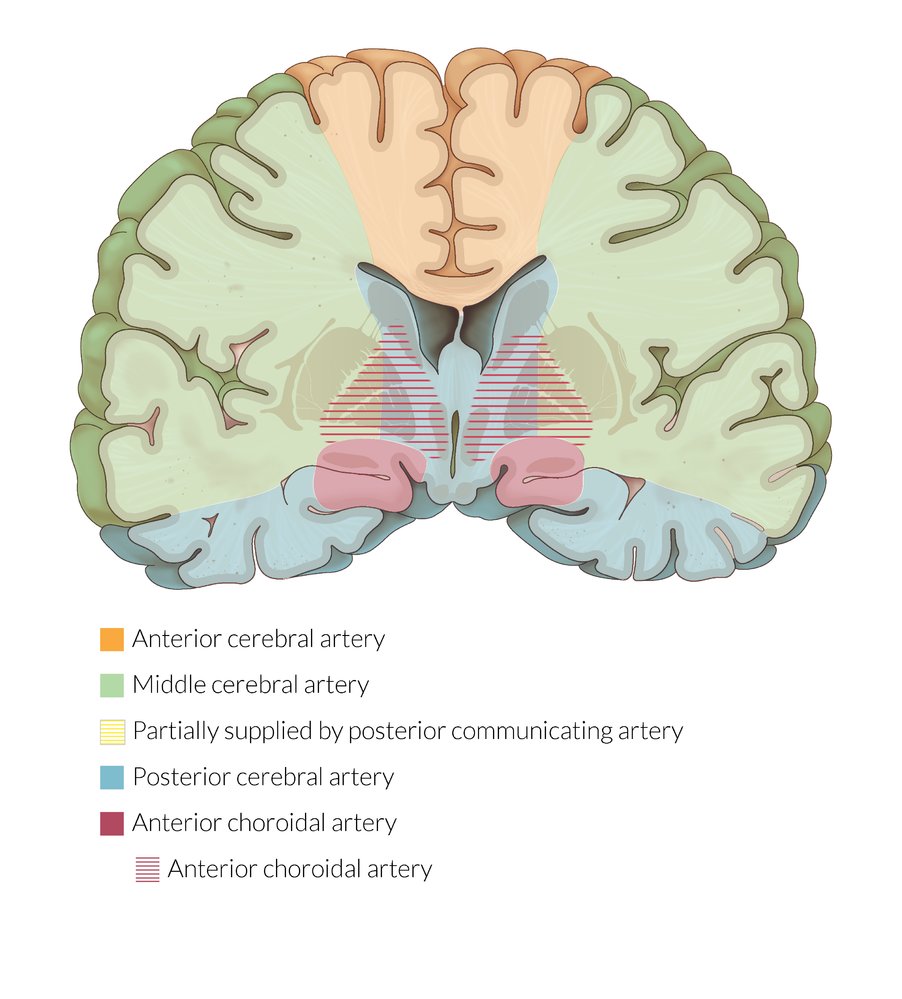 Anterior cerebral artery
Middle cerebral artery
Partially supplied by posterior communicating artery
Posterior cerebral artery
Anterior choroidal artery
Anterior choroidal artery